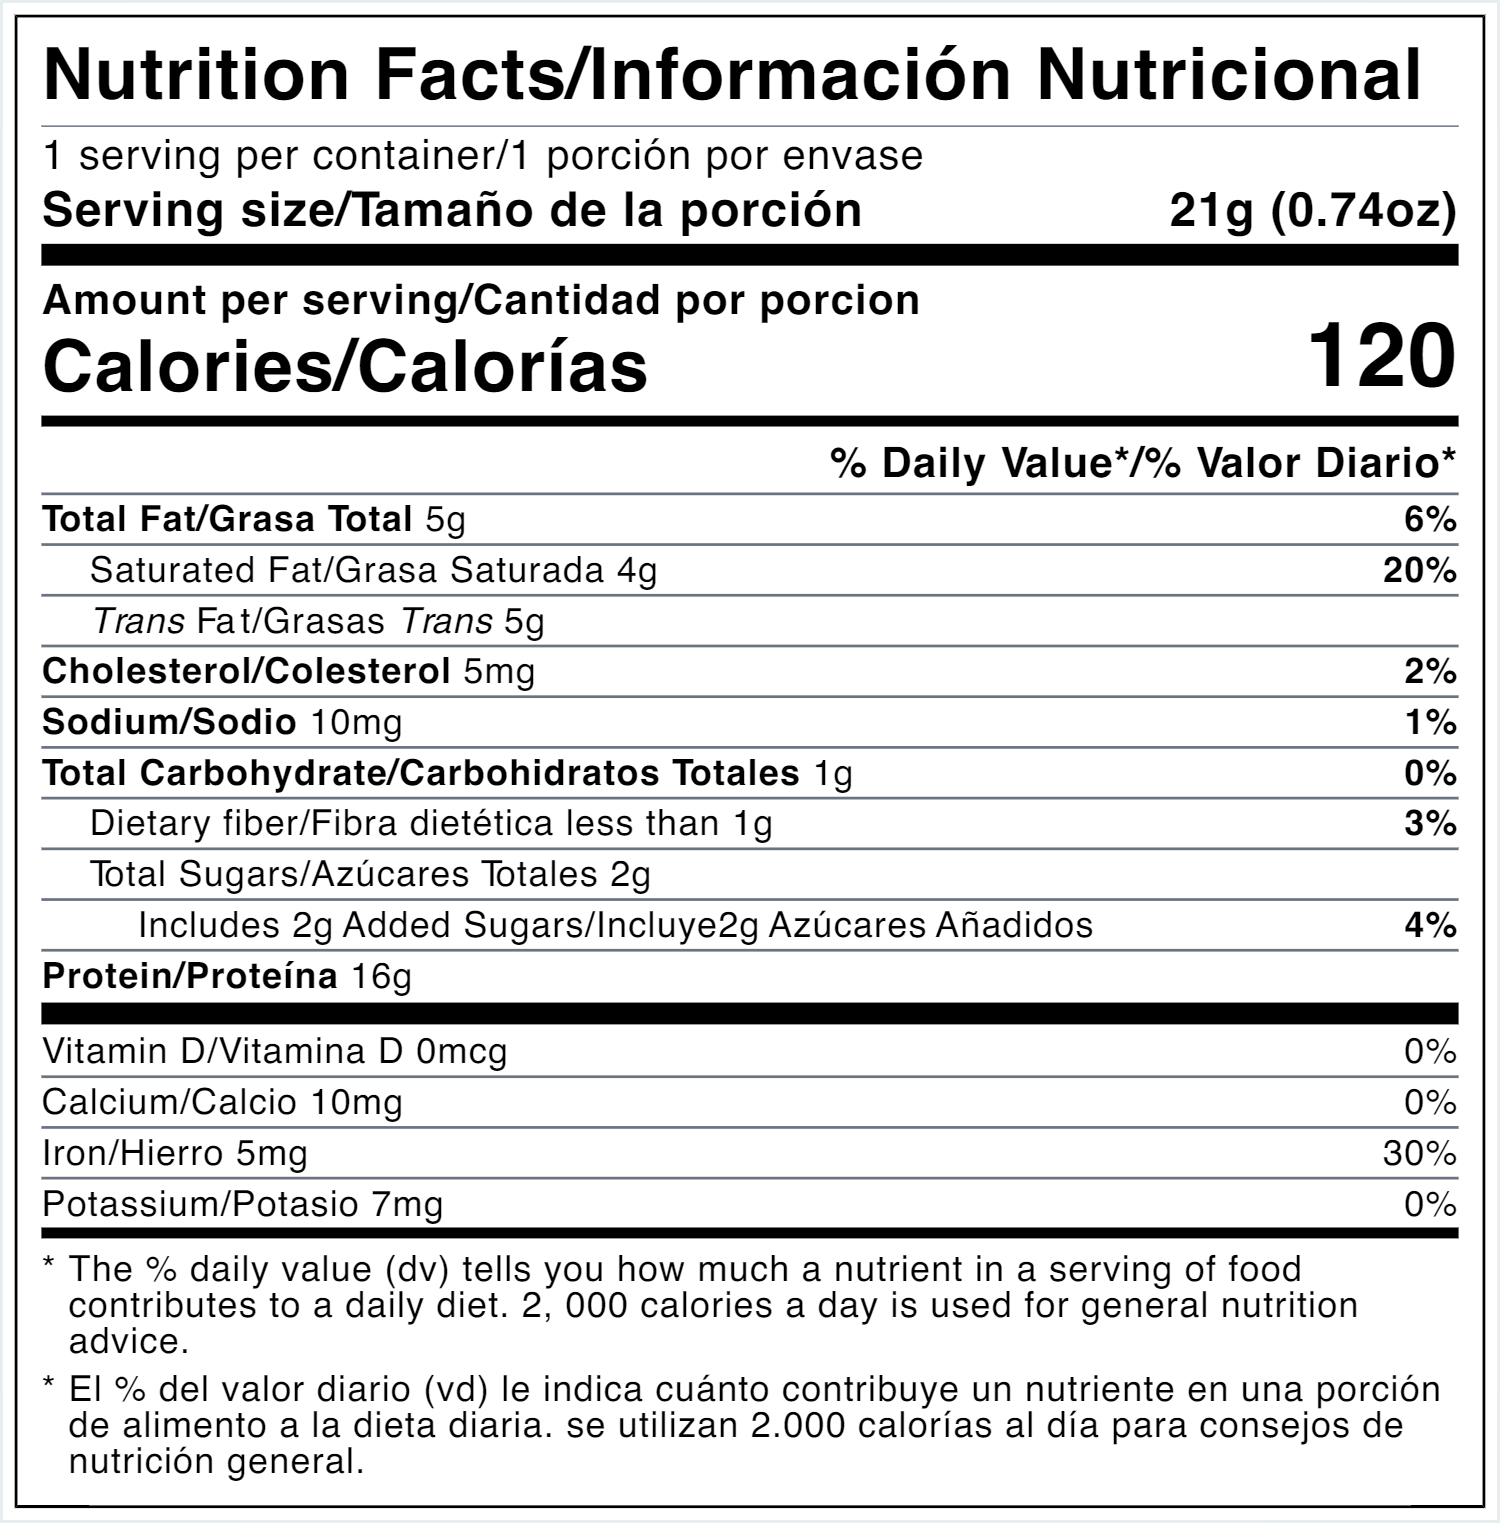 Nutrition Facts/Información Nutricional
1 serving per container/1 porción por envase
Serving size/Tamaño de la porción 21g (0.74oz)
Amount per serving/Cantidad por porcion
Calories/Calorías 120
% Daily Value*/% Valor Diario*
Total Fat/Grasa Total 5g 6%
Saturated Fat/Grasa Saturada 4g 20%
Trans Fat/Grasas Trans 5g
Cholesterol/Colesterol 5mg 2%
Sodium/Sodio 10mg 1%
Total Carbohydrate/Carbohidratos Totales 1g 0%
Dietary fiber/Fibra dietética less than 1g 3%
Total Sugars/Azúcares Totales 2g
Includes 2g Added Sugars/Incluye2g Azúcares Añadidos 4%
Protein/Proteína 16g
Vitamin D/Vitamina D 0mcg 0%
Calcium/Calcio 10mg 0%
Iron/Hierro 5mg 30%
Potassium/Potasio 7mg 0%
* The % daily value (dv) tells you how much a nutrient in a serving of food
contributes to a daily diet. 2, 000 calories a day is used for general nutrition
advice.
* El % del valor diario (vd) le indica cuánto contribuye un nutriente en una porción
de alimento a la dieta diaria. se utilizan 2.000 calorías al día para consejos de
nutrición general.